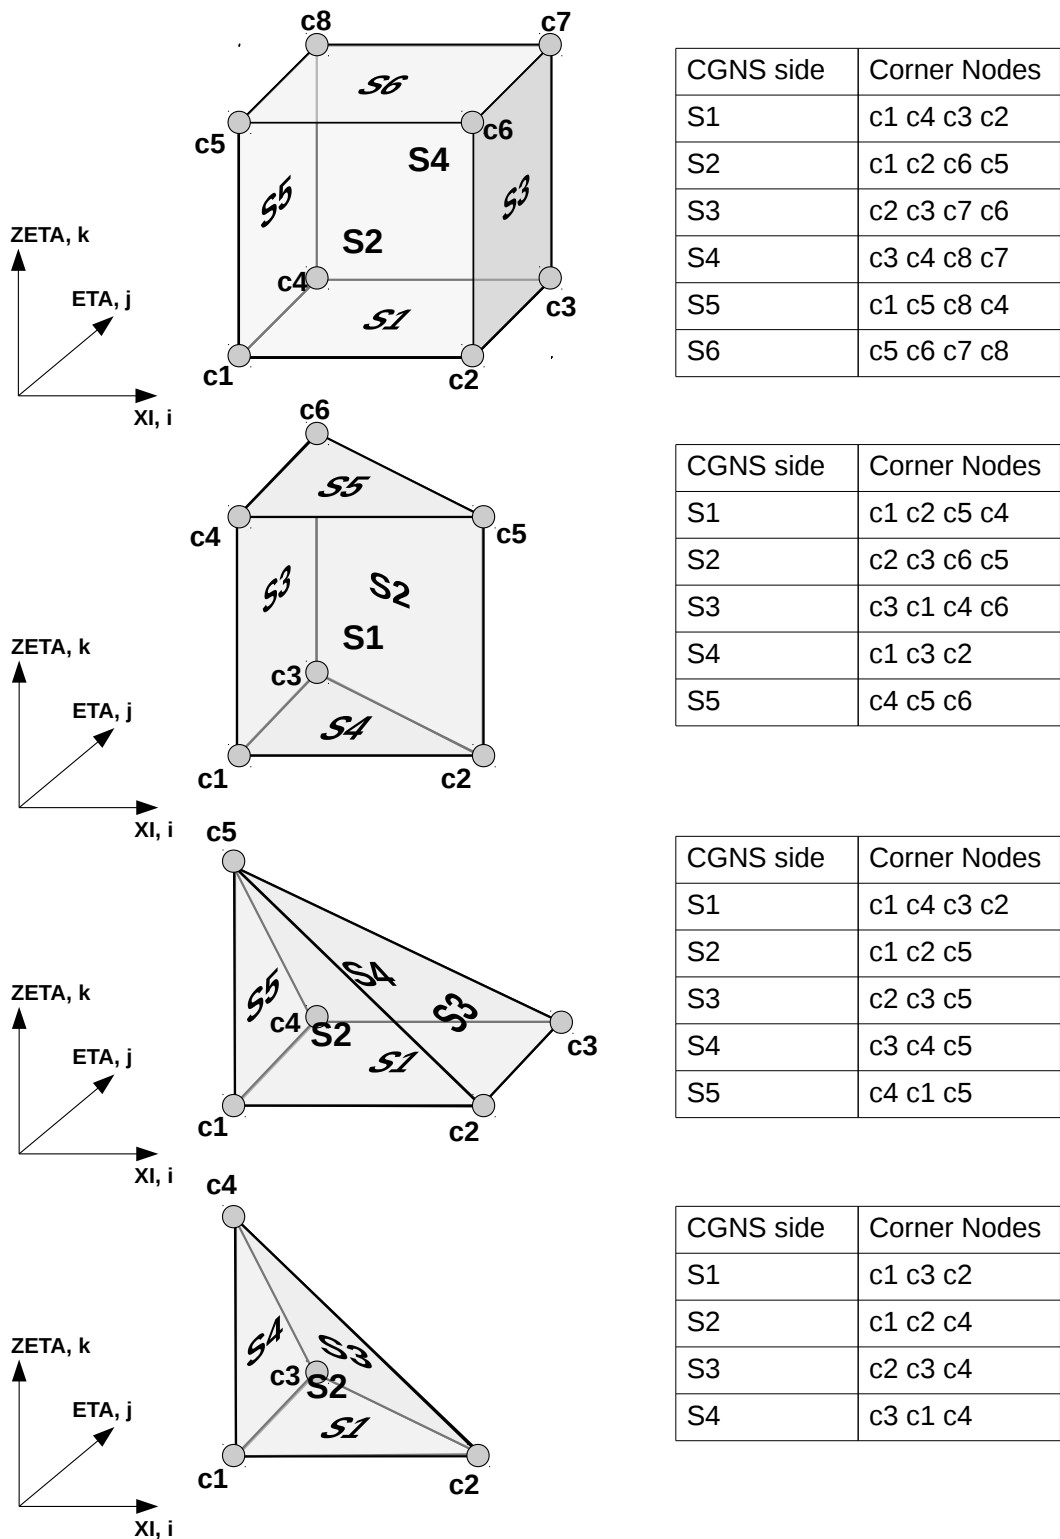 c8
c7
S6
c5
c6
S4
S5
S3
S2
c4
c3
S1
c1
c2
ZETA, k
ETA, j
XI, i
CGNS side Corner Nodes
S1 c1 c4 c3 c2
S2 c1 c2 c6 c5
S3 c2 c3 c7 c6
S4 c3 c4 c8 c7
S5 c1 c5 c8 c4
S6 c5 c6 c7 c8
c6
S5
c4
c5
S3
S2
S1
c3
S4
c1
c2
ZETA, k
ETA, j
XI, i
CGNS side Corner Nodes
S1 c1 c2 c5 c4
S2 c2 c3 c6 c5
S3 c3 c1 c4 c6
S4 c1 c3 c2
S5 c4 c5 c6
c5
S4
S5
S3
c4
S2
c3
S1
c1
c2
ZETA, k
ETA, j
XI, i
CGNS side Corner Nodes
S1 c1 c4 c3 c2
S2 c1 c2 c5
S3 c2 c3 c5
S4 c3 c4 c5
S5 c4 c1 c5
c4
S4
S3
c3
S2
S1
c1
c2
ZETA, k
ETA, j
XI, i
CGNS side Corner Nodes
S1 c1 c3 c2
S2 c1 c2 c4
S3 c2 c3 c4
S4 c3 c1 c4